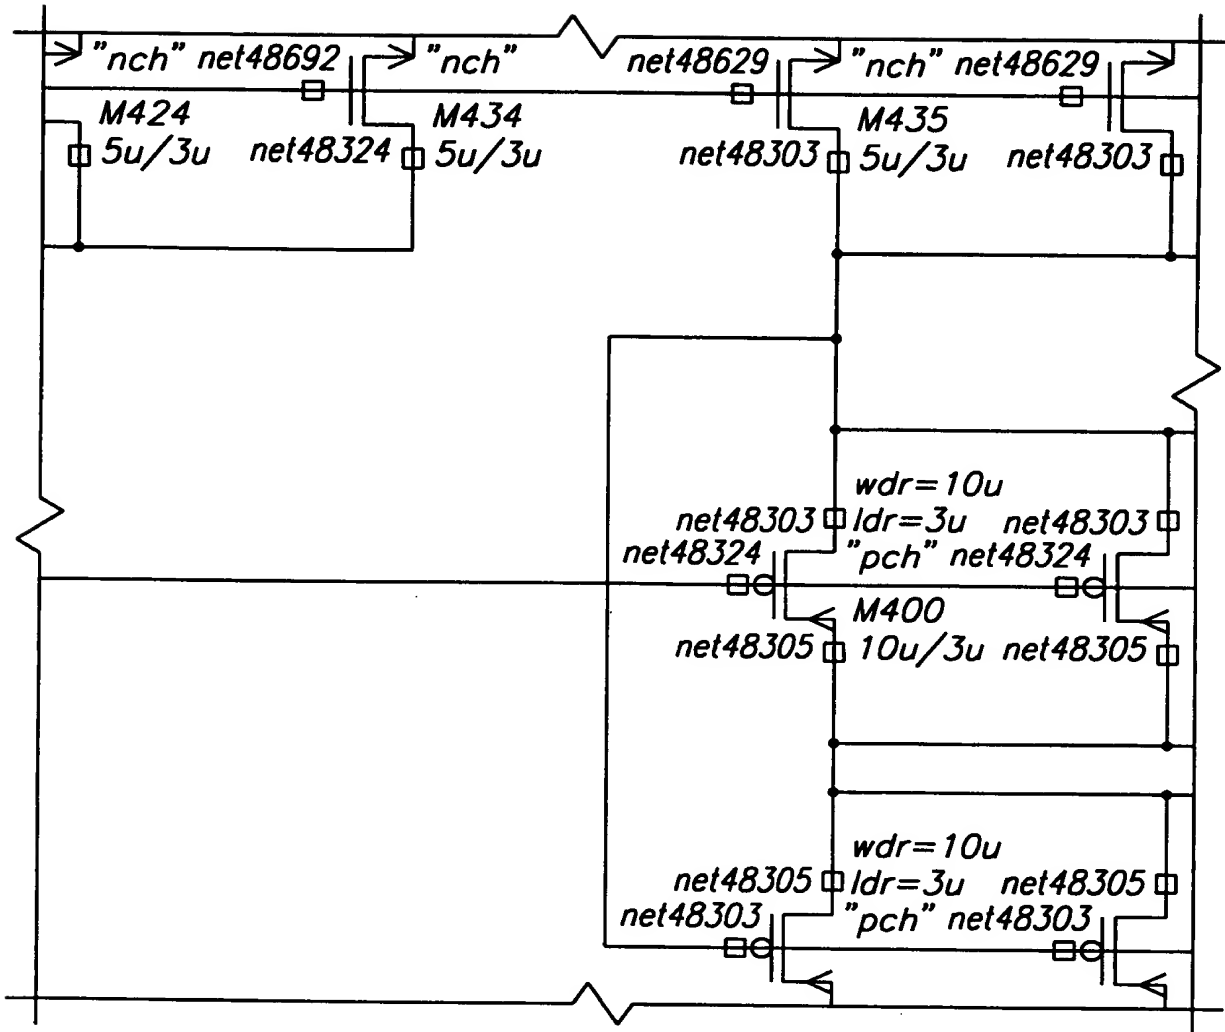 "nch" net48692 "nch" net48629 "nch" net48629
M424 M434 M435
5u/3u net48324 5u/3u net48303 5u/3u net48303
wdr=10u
net48303 ldr=3u net48303
net48324 "pch" net48324
M400
net48305 10u/3u net48305
wdr=10u
net48305 ldr=3u net48305
net48303 "pch" net48303